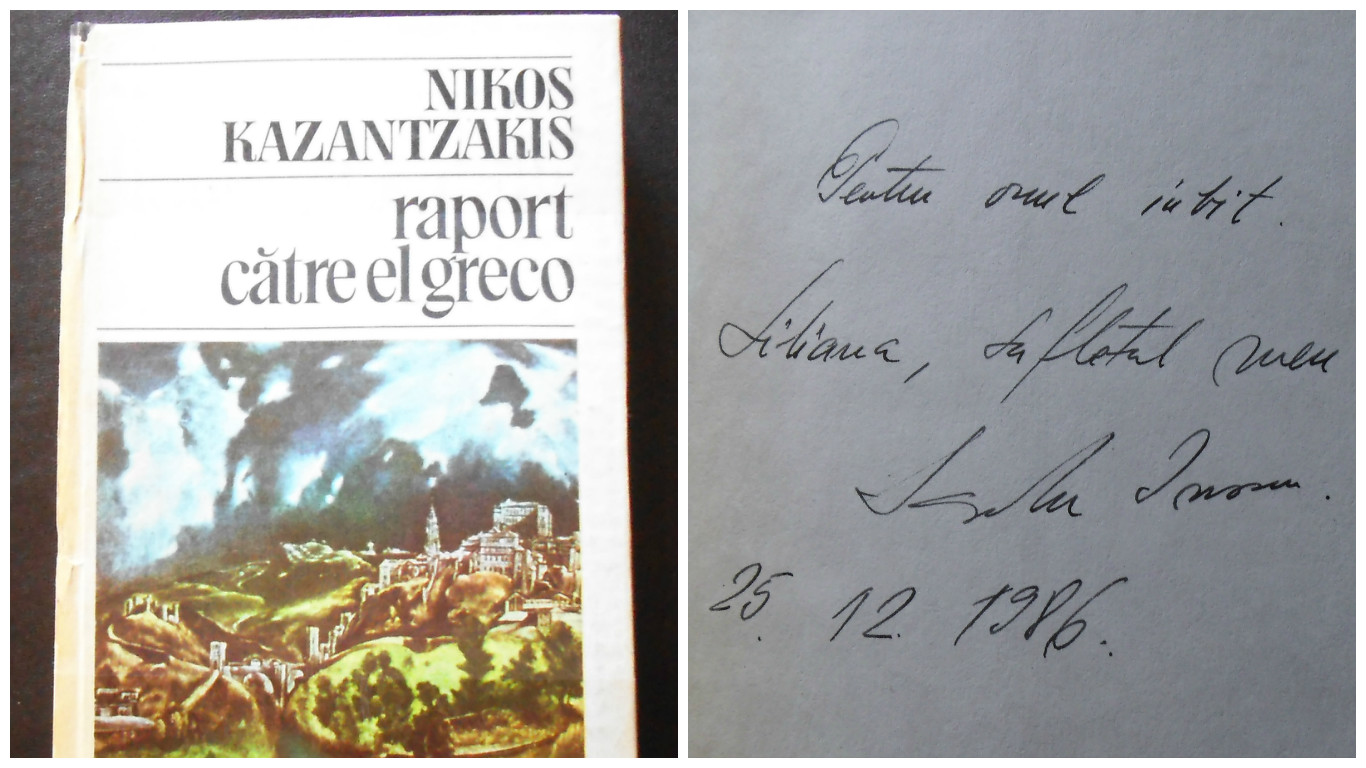 NIKOS
KAZANTZAKIS
raport
către el greco
Pentru omul iubit.
Liliana, sufletul meu
25. 12. 1986.